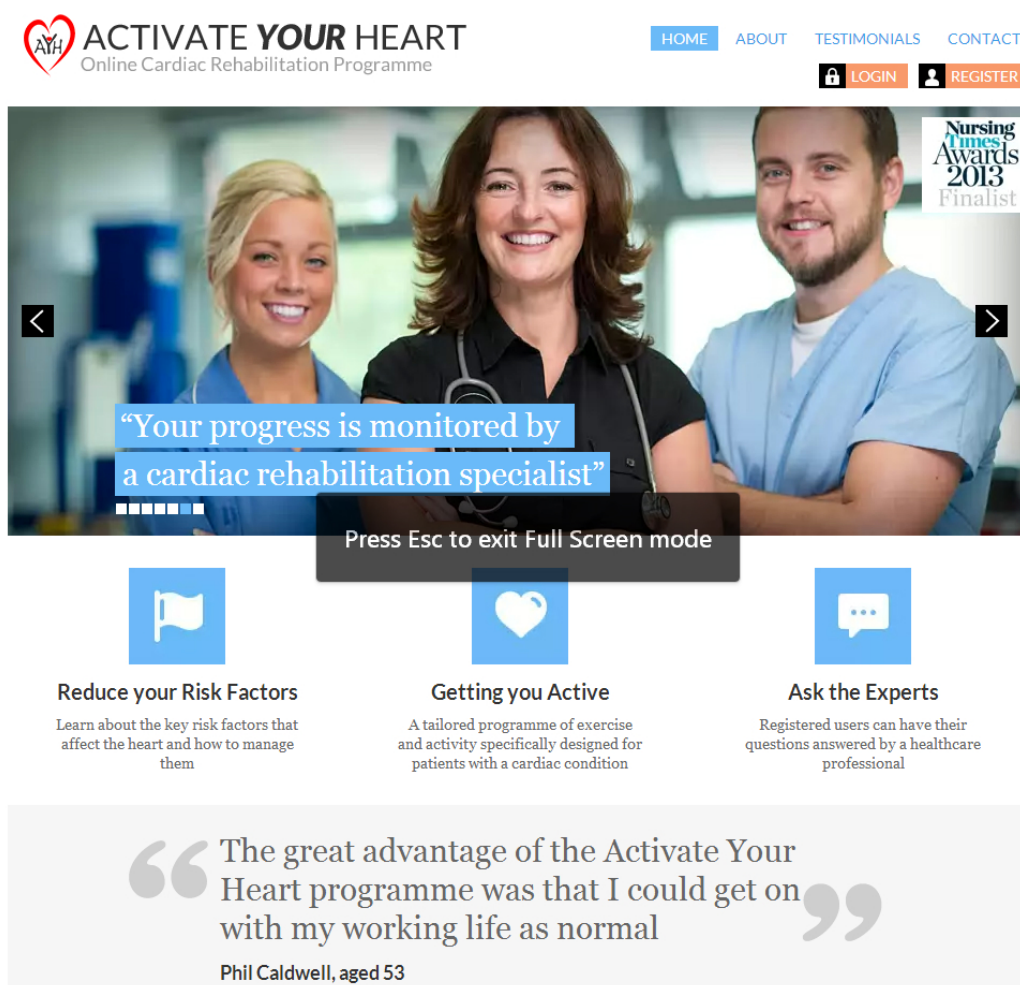 AYH
ACTIVATE YOUR HEART
Online Cardiac Rehabilitation Programme
HOME ABOUT TESTIMONIALS CONTACT
LOGIN REGISTER
Nursing
Times
Awards
2013
Finalist
“Your progress is monitored by
a cardiac rehabilitation specialist”
Press Esc to exit Full Screen mode
Reduce your Risk Factors
Learn about the key risk factors that
affect the heart and how to manage
them
Getting you Active
A tailored programme of exercise
and activity specifically designed for
patients with a cardiac condition
Ask the Experts
Registered users can have their
questions answered by a healthcare
professional
“The great advantage of the Activate Your
Heart programme was that I could get on
with my working life as normal”
Phil Caldwell, aged 53